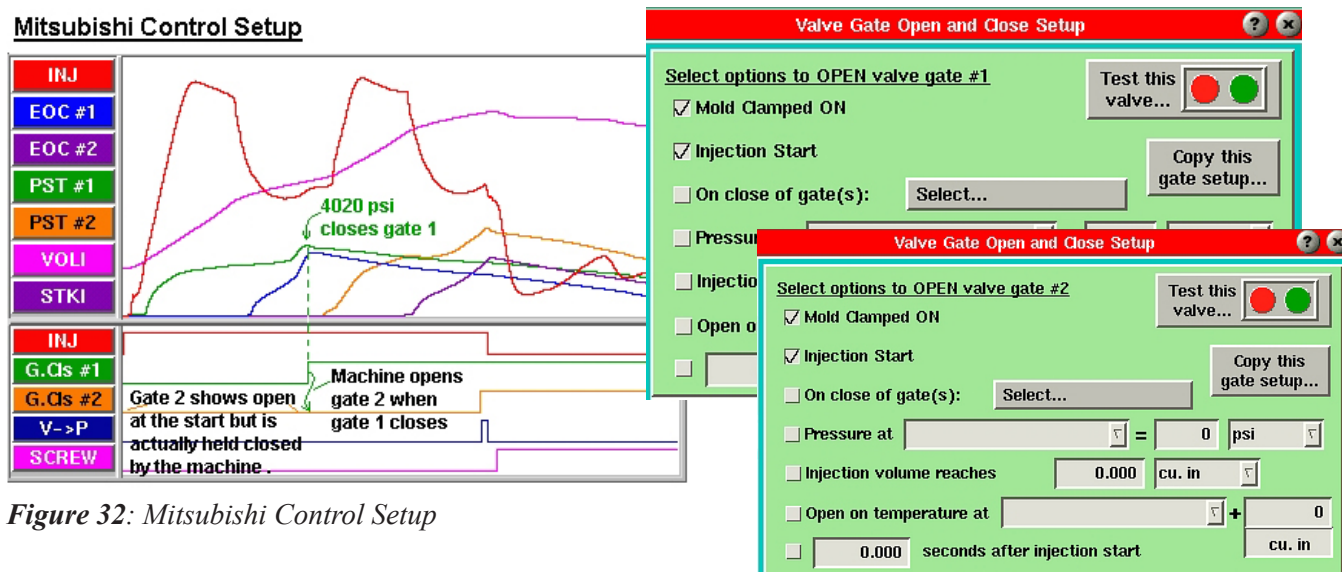 Mitsubishi Control Setup
INJ
EOC #1
EOC #2
PST #1
PST #2
VOLI
STKI
4020 psi
closes gate 1
INJ
G.Cls #1
G.Cls #2
V->P
SCREW
Gate 2 shows open
at the start but is
actually held closed
by the machine .
Machine opens
gate 2 when
gate 1 closes
Figure 32: Mitsubishi Control Setup
Valve Gate Open and Close Setup
? x
Select options to OPEN valve gate #1
Test this
valve...
Mold Clamped ON
Injection Start
Copy this
gate setup...
On close of gate(s): Select...
Pressu
Injectio
Open o
Valve Gate Open and Close Setup
? x
Select options to OPEN valve gate #2
Test this
valve...
Mold Clamped ON
Injection Start
Copy this
gate setup...
On close of gate(s): Select...
Pressure at = 0 psi
Injection volume reaches 0.000 cu. in
Open on temperature at + 0
cu. in
0.000 seconds after injection start